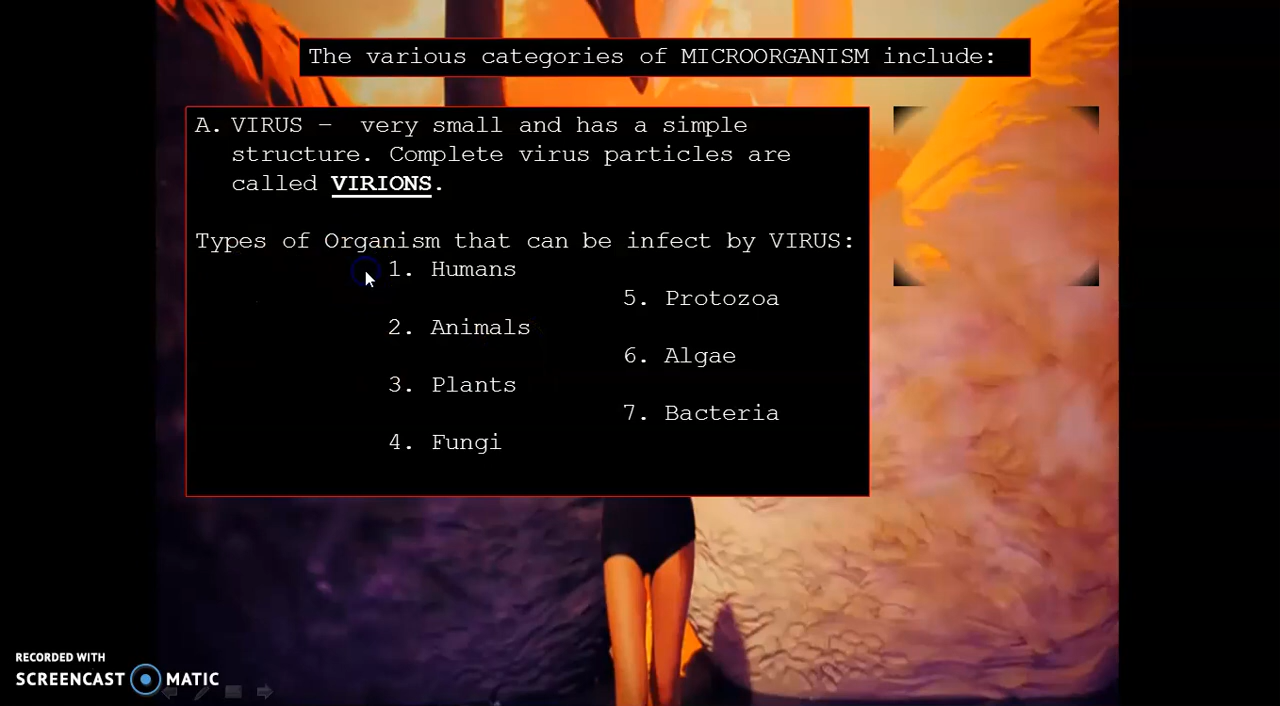 The various categories of MICROORGANISM include:
A. VIRUS – very small and has a simple
structure. Complete virus particles are
called VIRIONS.
Types of Organism that can be infect by VIRUS:
1. Humans
5. Protozoa
2. Animals
6. Algae
3. Plants
7. Bacteria
4. Fungi
RECORDED WITH
SCREENCAST MATIC